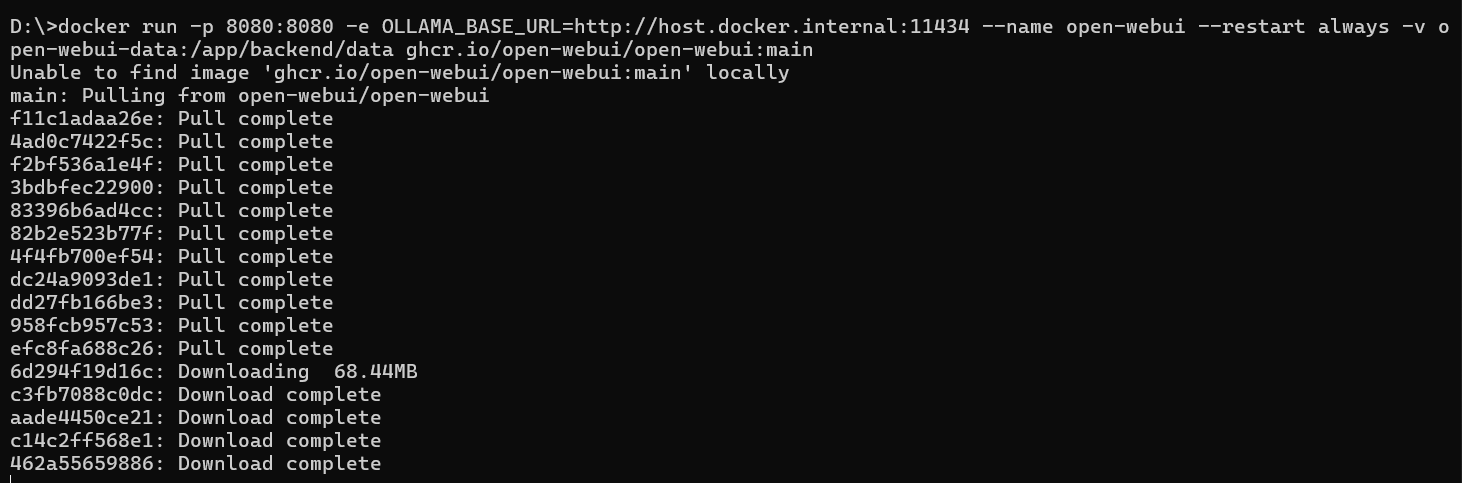 D:\>docker run -p 8080:8080 -e OLLAMA_BASE_URL=http://host.docker.internal:11434 --name open-webui --restart always -v o
pen-webui-data:/app/backend/data ghcr.io/open-webui/open-webui:main
Unable to find image 'ghcr.io/open-webui/open-webui:main' locally
main: Pulling from open-webui/open-webui
f11c1adaa26e: Pull complete
4ad0c7422f5c: Pull complete
f2bf536a1e4f: Pull complete
3bdbfec22900: Pull complete
83396b6ad4cc: Pull complete
82b2e523b77f: Pull complete
4f4fb700ef54: Pull complete
dc24a9093de1: Pull complete
dd27fb166be3: Pull complete
958fcb957c53: Pull complete
efc8fa688c26: Pull complete
6d294f19d16c: Downloading  68.44MB
c3fb7088c0dc: Download complete
aade4450ce21: Download complete
c14c2ff568e1: Download complete
462a55659886: Download complete